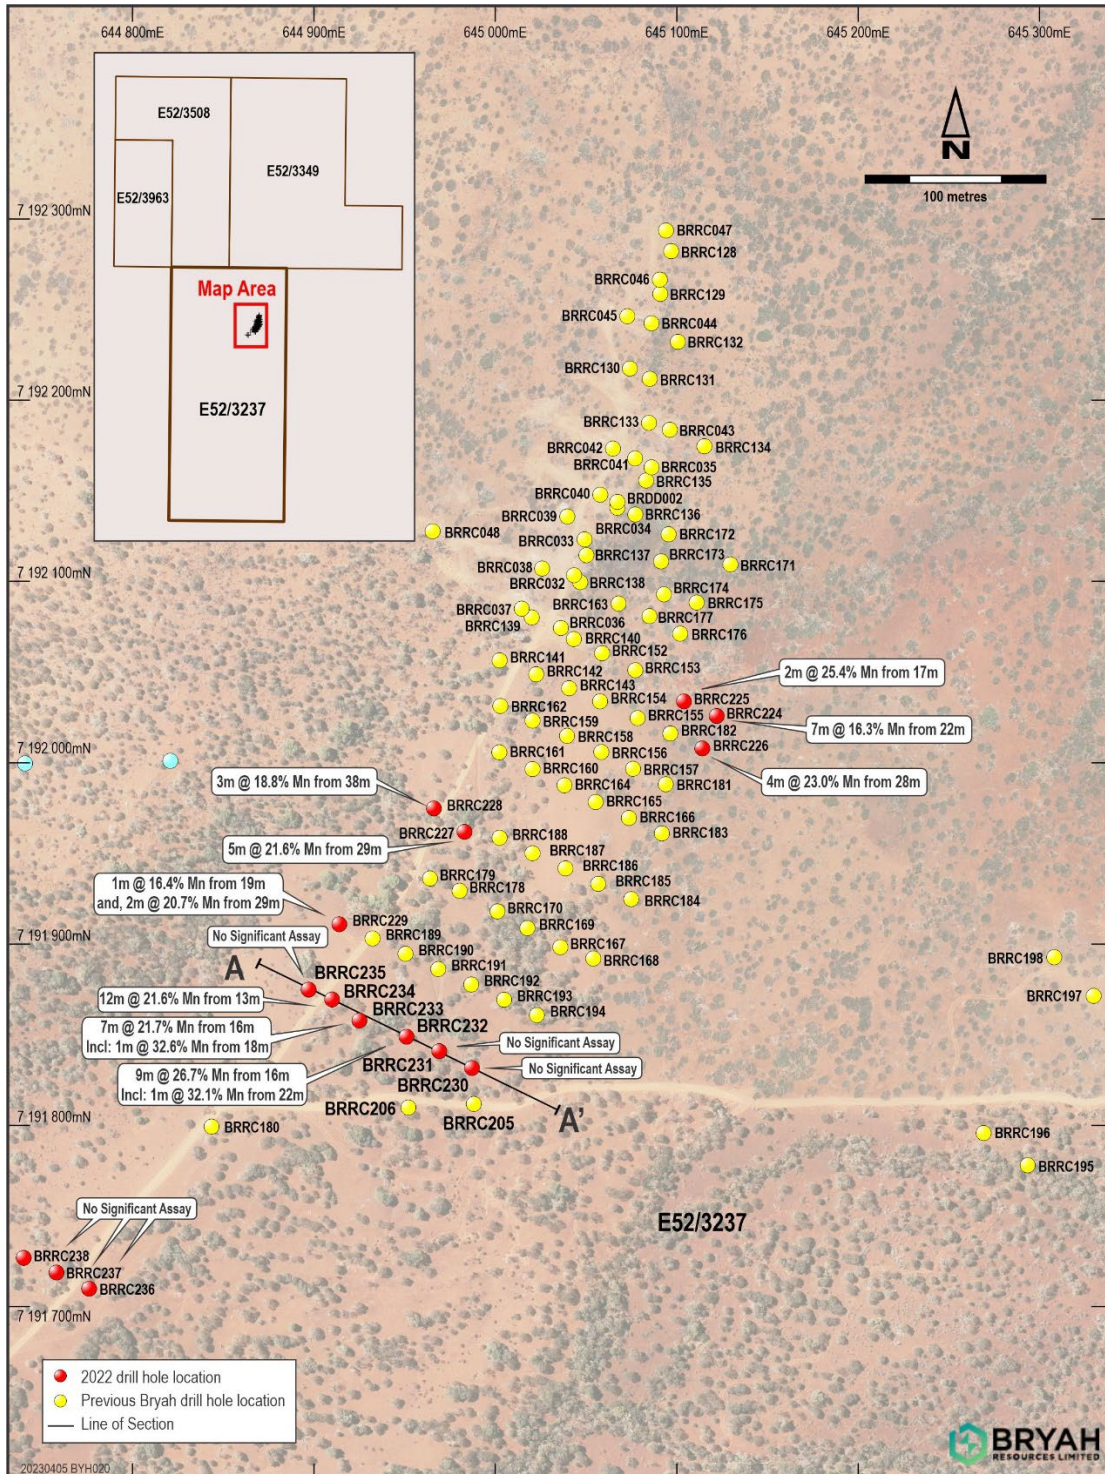 644 800mE
644 900mE
645 000mE
645 100mE
645 200mE
645 300mE
E52/3508
E52/3349
E52/3963
Map Area
E52/3237
N
100 metres
7 192 300mN
BRRC047
BRRC128
BRRC046
BRRC129
BRRC045
BRRC044
BRRC132
BRRC130
BRRC131
7 192 200mN
BRRC133
BRRC043
BRRC134
BRRC042
BRRC041
BRRC035
BRRC135
BRRC040
BRDD002
BRRC039
BRRC136
BRRC034
BRRC048
BRRC033
BRRC172
BRRC137
BRRC173
BRRC171
7 192 100mN
BRRC038
BRRC032
BRRC138
BRRC174
BRRC163
BRRC175
BRRC037
BRRC139
BRRC036
BRRC177
BRRC140
BRRC176
BRRC141
BRRC152
BRRC142
BRRC153
BRRC143
2m @ 25.4% Mn from 17m
BRRC162
BRRC154
BRRC225
BRRC159
BRRC155
BRRC224
7m @ 16.3% Mn from 22m
BRRC158
BRRC182
7 192 000mN
BRRC161
BRRC156
BRRC226
BRRC160
BRRC157
4m @ 23.0% Mn from 28m
3m @ 18.8% Mn from 38m
BRRC164
BRRC181
BRRC228
BRRC165
BRRC166
BRRC227
BRRC188
BRRC183
5m @ 21.6% Mn from 29m
BRRC187
BRRC186
BRRC179
BRRC178
BRRC185
BRRC184
1m @ 16.4% Mn from 19m
and, 2m @ 20.7% Mn from 29m
BRRC170
BRRC169
BRRC229
BRRC189
BRRC167
7 191 900mN
No Significant Assay
BRRC190
BRRC168
BRRC198
A
BRRC191
BRRC235
BRRC192
BRRC197
12m @ 21.6% Mn from 13m
BRRC234
BRRC193
BRRC233
BRRC194
7m @ 21.7% Mn from 16m
Incl: 1m @ 32.6% Mn from 18m
BRRC232
No Significant Assay
BRRC231
No Significant Assay
9m @ 26.7% Mn from 16m
Incl: 1m @ 32.1% Mn from 22m
BRRC230
BRRC206
BRRC205
A'
7 191 800mN
BRRC180
BRRC196
BRRC195
No Significant Assay
E52/3237
BRRC238
BRRC237
BRRC236
7 191 700mN
2022 drill hole location
Previous Bryah drill hole location
Line of Section
BRYAH
RESOURCES LIMITED
20230405 BYH020